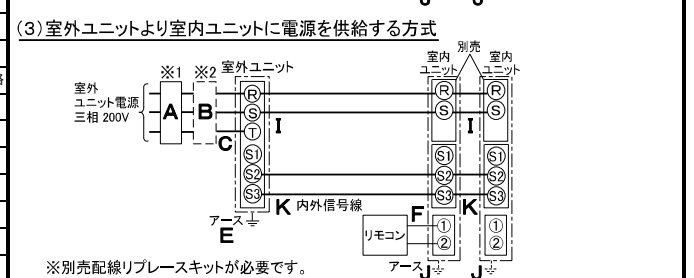 (3)室外ユニットより室内ユニットに電源を供給する方式
※1 ※2 室外ユニット
別売
室内
ユニット
室内
ユニット
室外
ユニット電源
三相 200V
A B C
R
S
T
S1
S2
S3
I
K 内外信号線
アース
E
R
S
S1
S2
S3
I
K
R
S
S1
S2
S3
F
リモコン
①
②
①
②
アース J J
※別売配線リプレースキットが必要です。